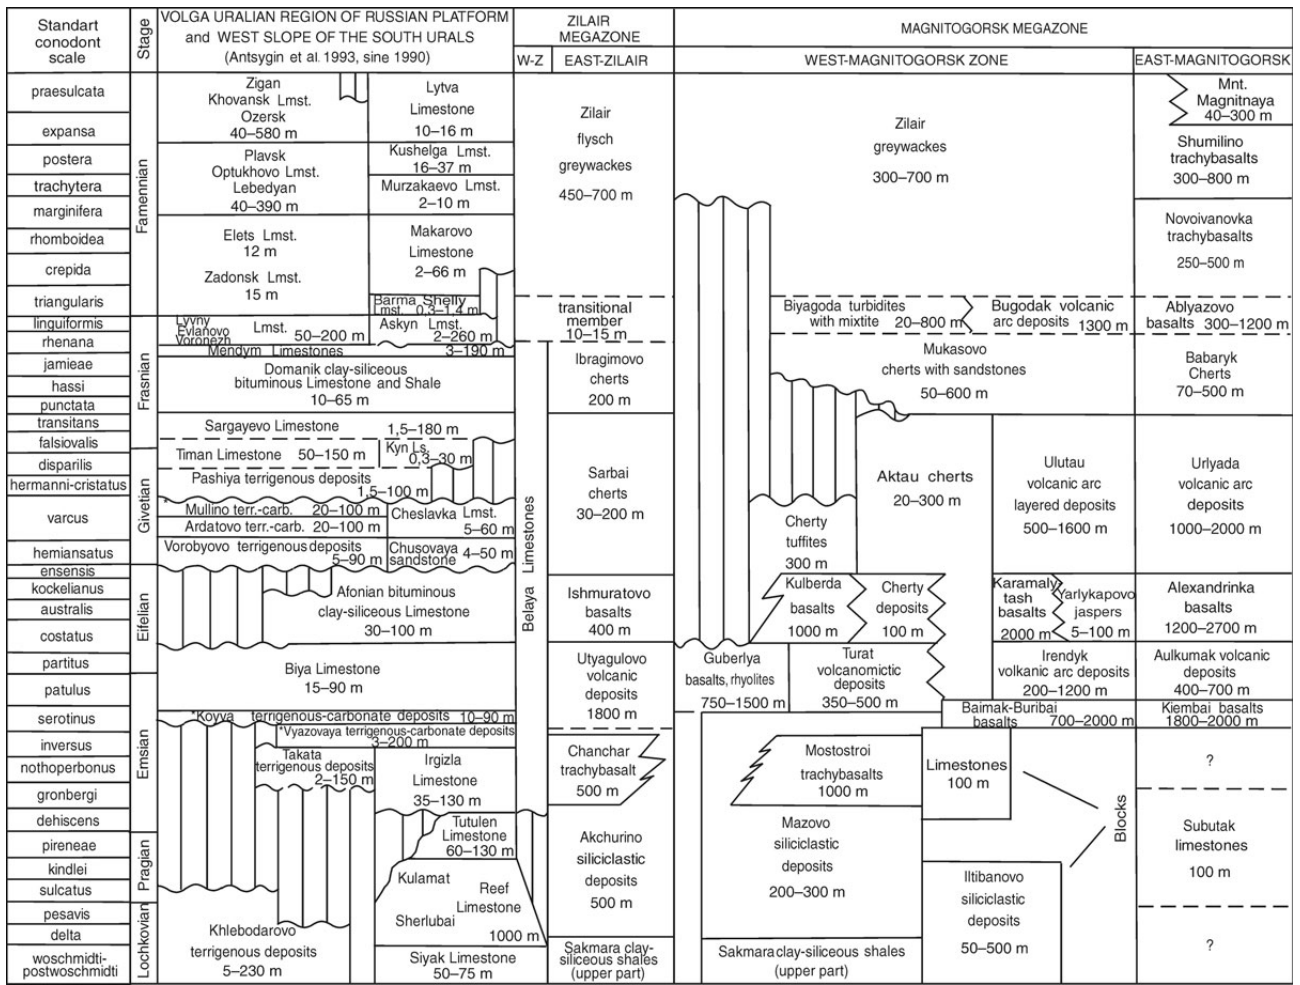 Standart
conodont
scale
Stage
VOLGA URALIAN REGION OF RUSSIAN PLATFORM
and WEST SLOPE OF THE SOUTH URALS
(Antsygin et al. 1993, sine 1990)
ZILAIR
MEGAZONE
W-Z
EAST-ZILAIR
MAGNITOGORSK MEGAZONE
WEST-MAGNITOGORSK ZONE
EAST-MAGNITOGORSK
praesulcata
expansa
postera
trachytera
marginifera
rhomboidea
crepida
triangularis
linguiformis
rhenana
jamieae
hassi
punctata
transitans
falsiovalis
disparilis
hermanni-cristatus
varcus
hemiansatus
ensensis
kockelianus
australis
costatus
partitus
patulus
serotinus
inversus
nothoperbonus
gronbergi
dehiscens
pireneae
kindlei
sulcatus
pesavis
delta
woschmidti-
postwoschmidti
Famennian
Frasnian
Givetian
Eifelian
Emsian
Pragian
Lochkovian
Zigan
Khovansk Lmst.
Ozersk
40–580 m
Plavsk
Optukhovo Lmst.
Lebedyan
40–390 m
Elets Lmst.
12 m
Zadonsk Lmst.
15 m
Lyvny
Evlanovo
Voronezh
Lmst.
50–200 m
Lytva
Limestone
10–16 m
Kushelga Lmst.
16–37 m
Murzakaevo Lmst.
2–10 m
Makarovo
Limestone
2–66 m
Barma Shelly
Lmst. 0,3–1,4 m
Askyn Lmst.
2–260 m
Mendym Limestones 3–190 m
Domanik clay-siliceous
bituminous Limestone and Shale
10–65 m
Sargayevo Limestone 1,5–180 m
Timan Limestone 50–150 m
Kyn Ls.
0,3–30 m
Pashiya terrigenous deposits
1,5–100 m
*
Mullino terr.-carb. 20–100 m
Ardatovo terr.-carb. 20–100 m
Cheslavka Lmst.
5–60 m
Vorobyovo terrigenous deposits
5–90 m
Chusovaya
sandstone
4–50 m
Afonian bituminous
clay-siliceous Limestone
30–100 m
Biya Limestone
15–90 m
*Koyva terrigenous-carbonate deposits 10–90 m
*Vyazovaya terrigenous-carbonate deposits
3–200 m
Takata
terrigenous deposits
2–150 m
Irgizla
Limestone
35–130 m
Tutulen
Limestone
60–130 m
Kulamat
Reef
Limestone
Sherlubai
1000 m
Khlebodarovo
terrigenous deposits
5–230 m
Siyak Limestone
50–75 m
Belaya Limestones
Zilair
flysch
greywackes
450–700 m
transitional
member
10–15 m
Ibragimovo
cherts
200 m
Sarbai
cherts
30–200 m
Ishmuratovo
basalts
400 m
Utyagulovo
volcanic
deposits
1800 m
Chanchar
trachybasalt
500 m
Akchurino
siliciclastic
deposits
500 m
Sakmara clay-
siliceous shales
(upper part)
Zilair
greywackes
300–700 m
Biyagoda turbidites
with mixtite 20–800 m
Bugodak volcanic
arc deposits 1300 m
Mukasovo
cherts with sandstones
50–600 m
Aktau cherts
20–300 m
Ulutau
volcanic arc
layered deposits
500–1600 m
Cherty
tuffites
300 m
Kulberda
basalts
1000 m
Cherty
deposits
100 m
Karamaly-
tash
basalts
2000 m
Yarlykapovo
jaspers
5–100 m
Guberlya
basalts, rhyolites
750–1500 m
Turat
volcanomictic
deposits
350–500 m
Irendyk
volkanic arc deposits
200–1200 m
Baimak-Buribai
basalts 700–2000 m
Mostostroi
trachybasalts
1000 m
Limestones
100 m
Mazovo
siliciclastic
deposits
200–300 m
Iltibanovo
siliciclastic
deposits
50–500 m
Blocks
Sakmara clay-siliceous shales
(upper part)
Mnt.
Magnitnaya
40–300 m
Shumilino
trachybasalts
300–800 m
Novoivanovka
trachybasalts
250–500 m
Ablyazovo
basalts 300–1200 m
Babaryk
Cherts
70–500 m
Urlyada
volcanic arc
deposits
1000–2000 m
Alexandrinka
basalts
1200–2700 m
Aulkumak volcanic
deposits
400–700 m
Kiembai basalts
1800–2000 m
?
Subutak
limestones
100 m
?